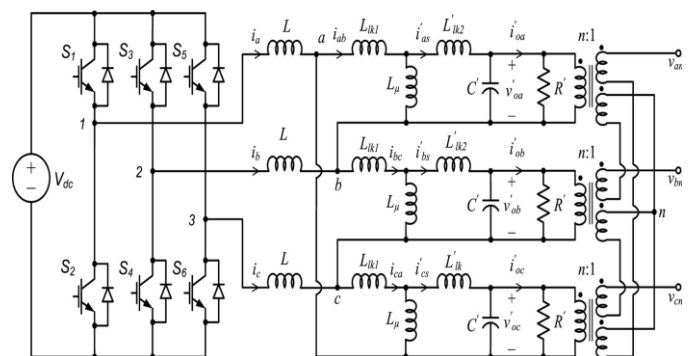 S1 S3 S5
ia L a iab Llk1 i'as L'lk2 i'oa n:1
Lμ C' + v'oa − R' van
1
+ − Vdc
2
ib L b Llk1 ibc i'bs L'lk2 i'ob n:1
Lμ C' + v'ob − R' vbn
n
3
S2 S4 S6
ic L c Llk1 ica i'cs L'lk i'oc n:1
Lμ C' + v'oc − R' vcn